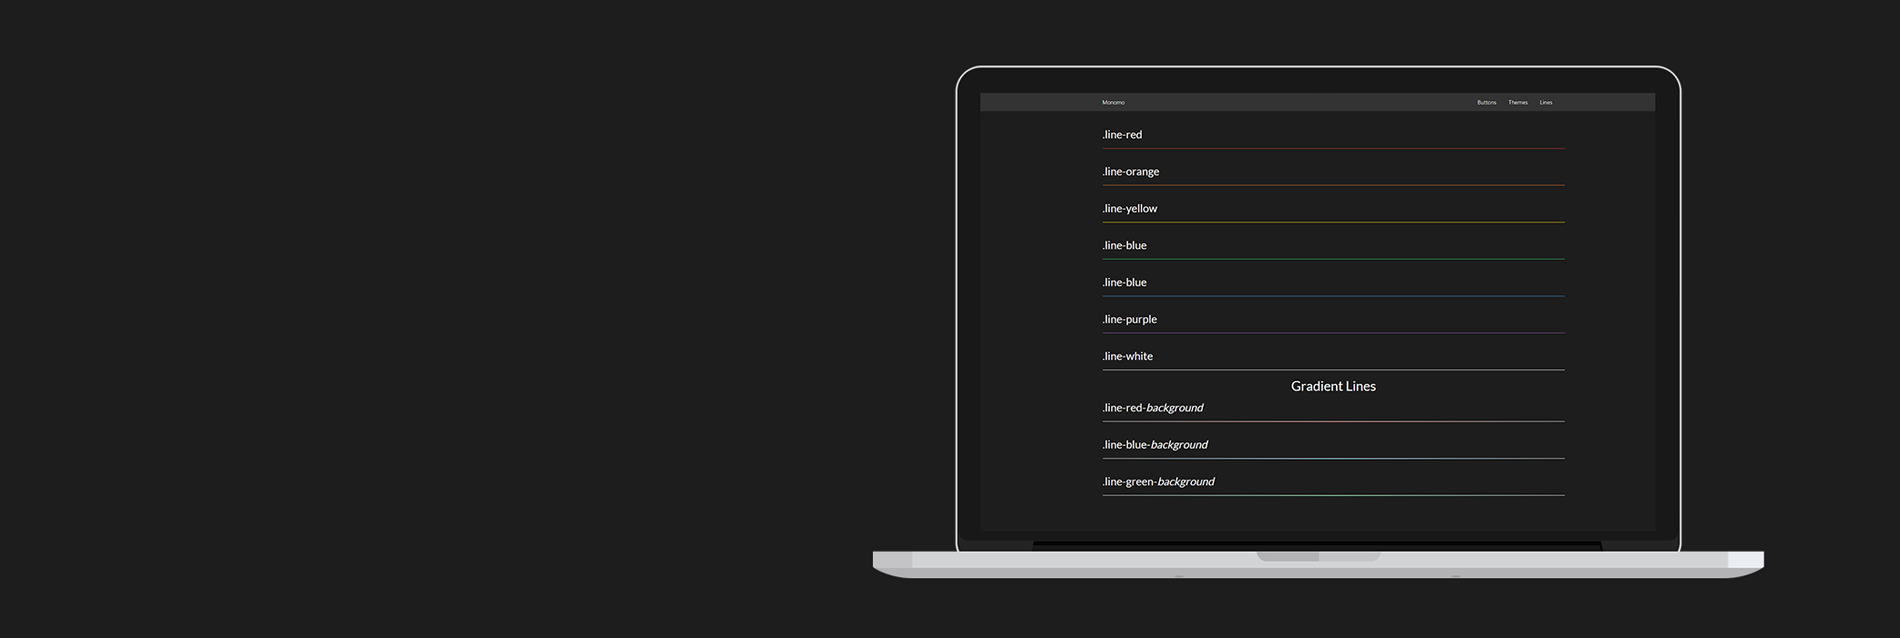 Monomo Buttons Themes Lines
.line-red
.line-orange
.line-yellow
.line-blue
.line-blue
.line-purple
.line-white
Gradient Lines
.line-red-background
.line-blue-background
.line-green-background